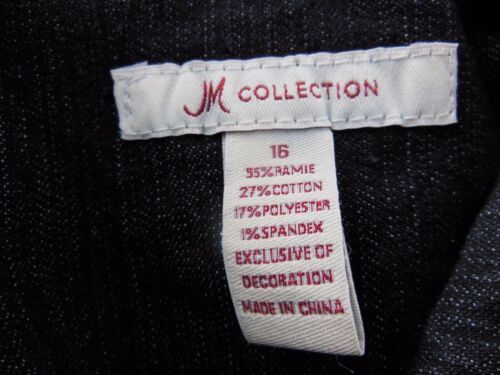 JM COLLECTION
16
55%RAMIE
27%COTTON
17%POLYESTER
1%SPANDEX
EXCLUSIVE OF
DECORATION
MADE IN CHINA